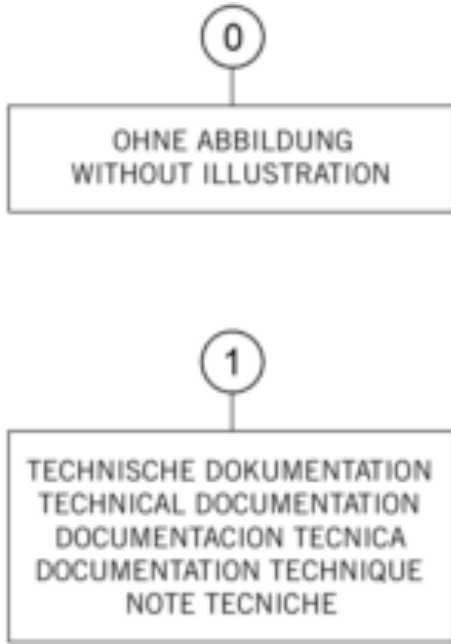 0
OHNE ABBILDUNG
WITHOUT ILLUSTRATION
1
TECHNISCHE DOKUMENTATION
TECHNICAL DOCUMENTATION
DOCUMENTACION TECNICA
DOCUMENTATION TECHNIQUE
NOTE TECNICHE